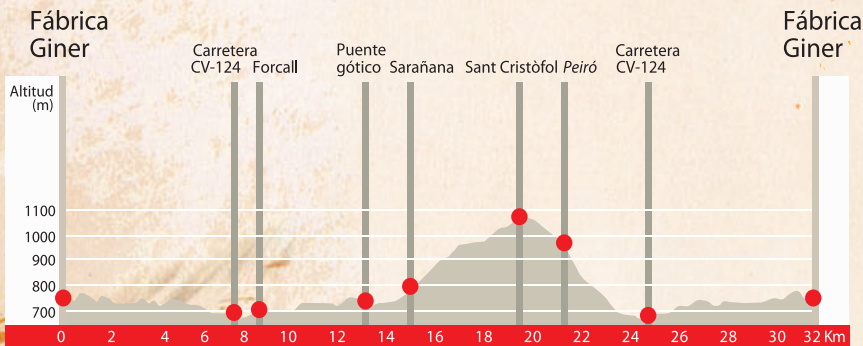 Fábrica
Giner
Carretera
CV-124
Forcall
Puente
gótico
Sarañana
Sant Cristòfol
Peiró
Carretera
CV-124
Fábrica
Giner
Altitud
(m)
1100
1000
900
800
700
0 2 4 6 8 10 12 14 16 18 20 22 24 26 28 30 32 Km